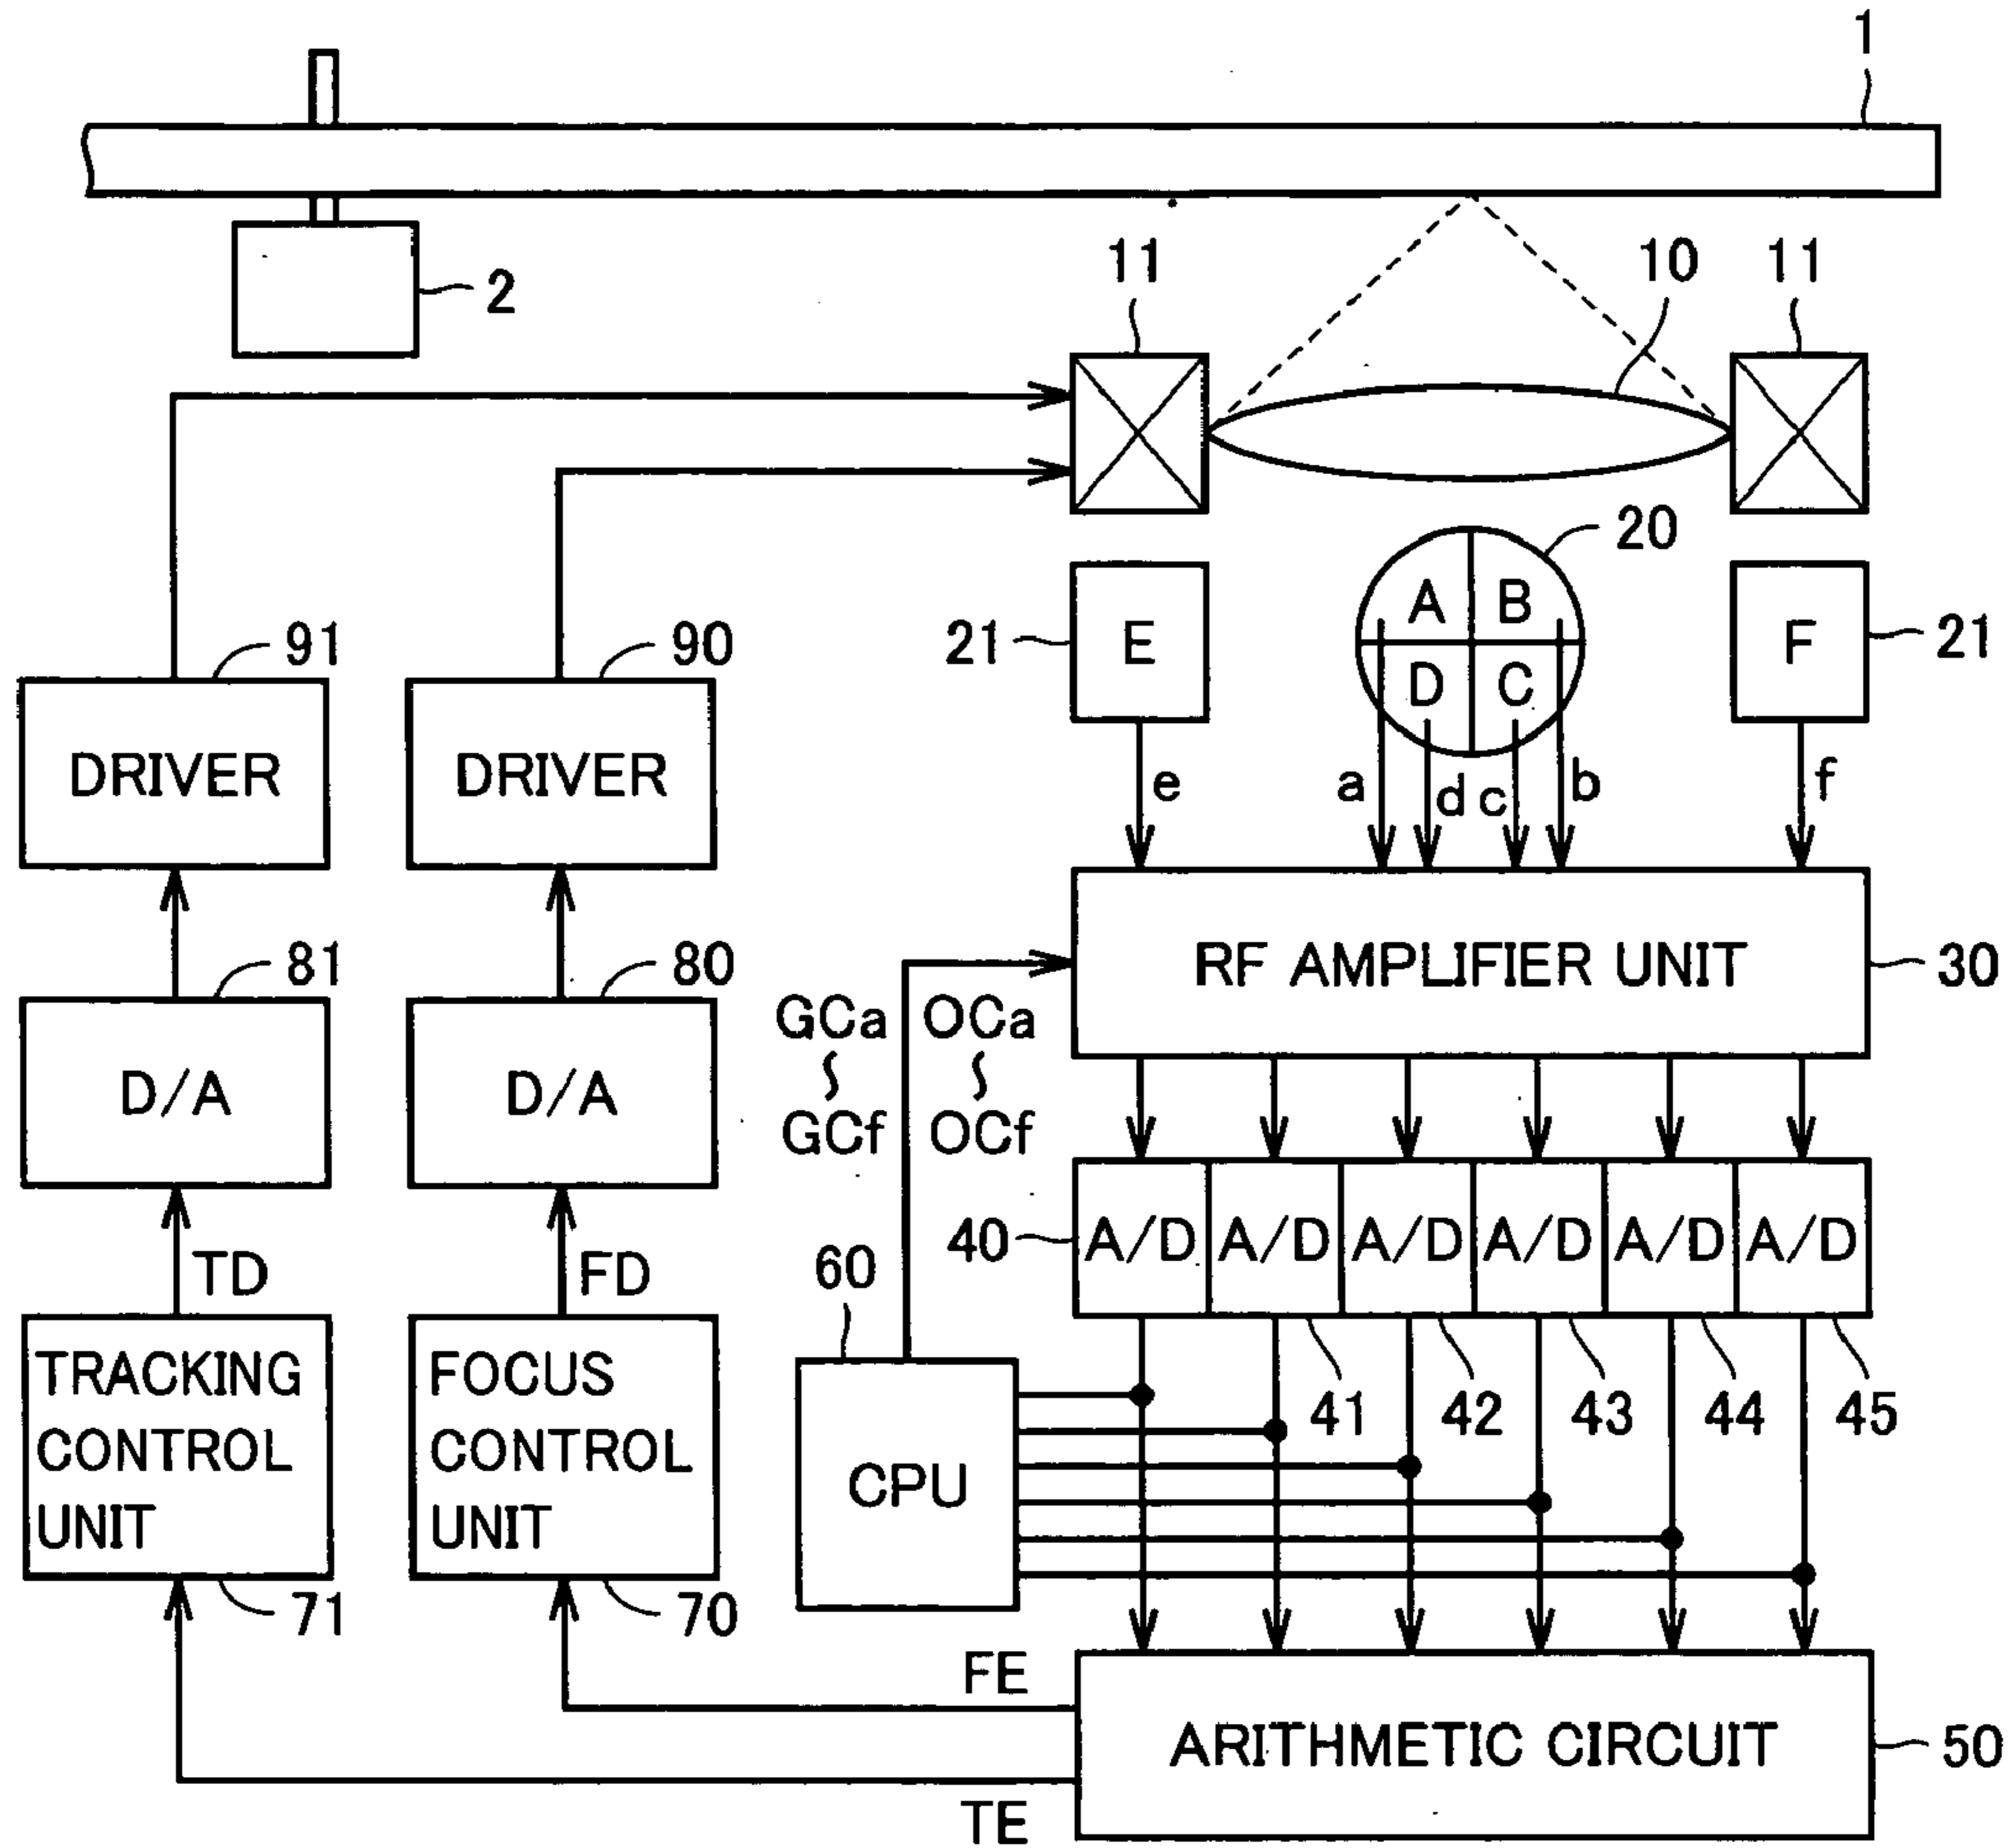 1
2
11
10
11
20
A
B
D
C
21
E
F
21
91
90
DRIVER
DRIVER
e
a
d
c
b
f
81
80
RF AMPLIFIER UNIT
30
GCa
OCa
D/A
D/A
GCf
OCf
40
A/D
A/D
A/D
A/D
A/D
A/D
60
TD
FD
41
42
43
44
45
TRACKING
CONTROL
UNIT
FOCUS
CONTROL
UNIT
CPU
71
70
FE
TE
ARITHMETIC CIRCUIT
50